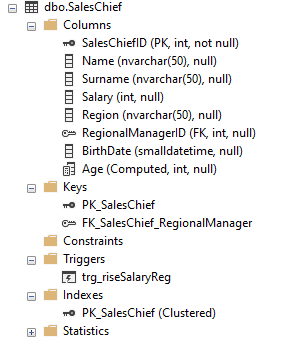 dbo.SalesChief
Columns
SalesChiefID (PK, int, not null)
Name (nvarchar(50), null)
Surname (nvarchar(50), null)
Salary (int, null)
Region (nvarchar(50), null)
RegionalManagerID (FK, int, null)
BirthDate (smalldatetime, null)
Age (Computed, int, null)
Keys
PK_SalesChief
FK_SalesChief_RegionalManager
Constraints
Triggers
trg_riseSalaryReg
Indexes
PK_SalesChief (Clustered)
Statistics